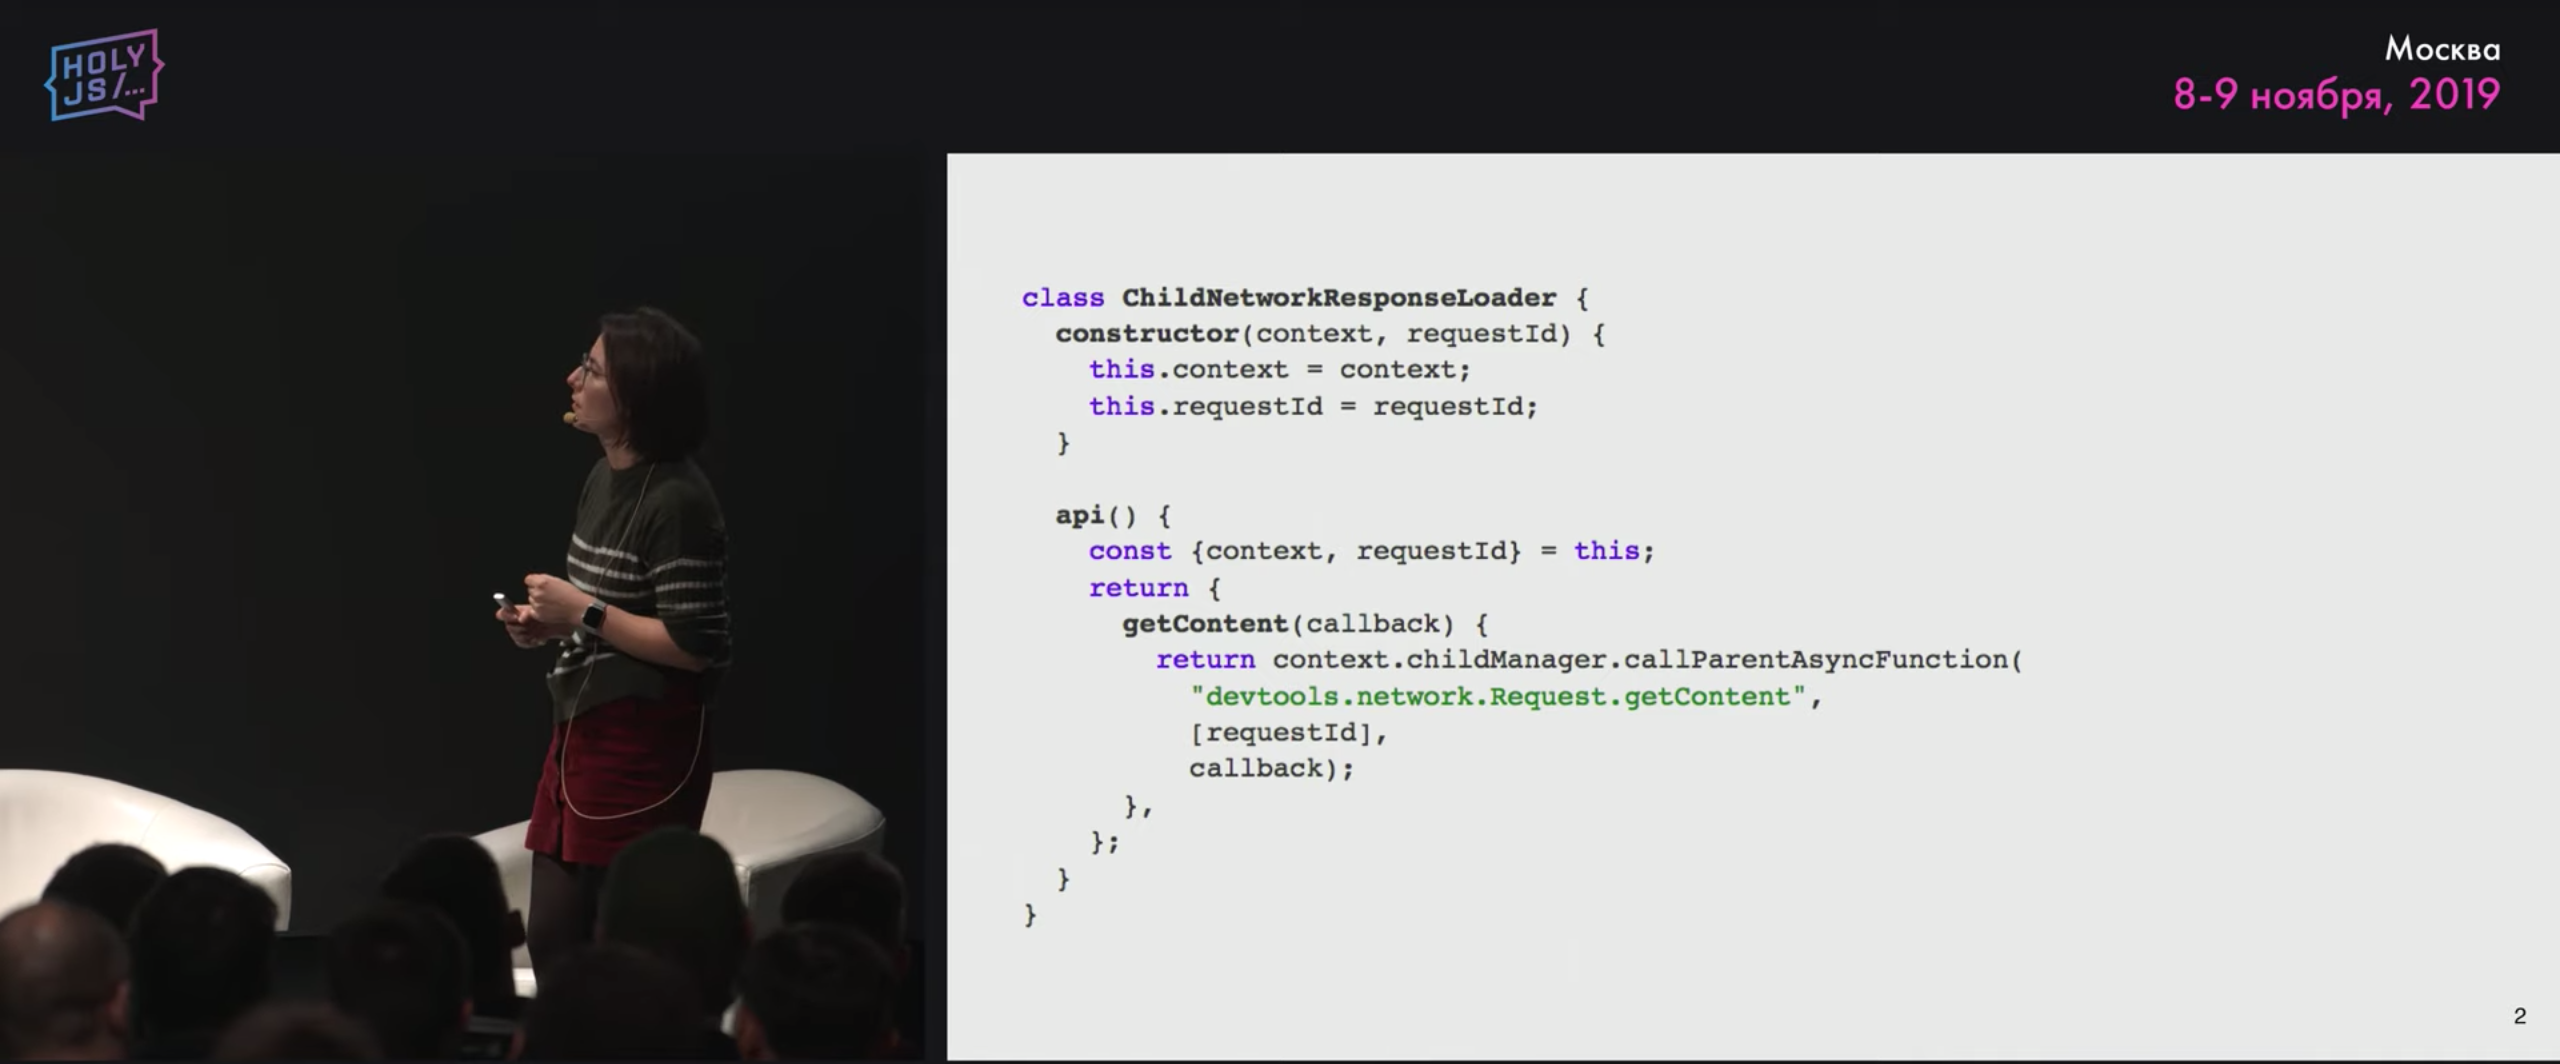 HOLY
JS/...
Москва
8-9 ноября, 2019
class ChildNetworkResponseLoader {
  constructor(context, requestId) {
    this.context = context;
    this.requestId = requestId;
  }

  api() {
    const {context, requestId} = this;
    return {
      getContent(callback) {
        return context.childManager.callParentAsyncFunction(
          "devtools.network.Request.getContent",
          [requestId],
          callback);
      },
    };
  }
}
2